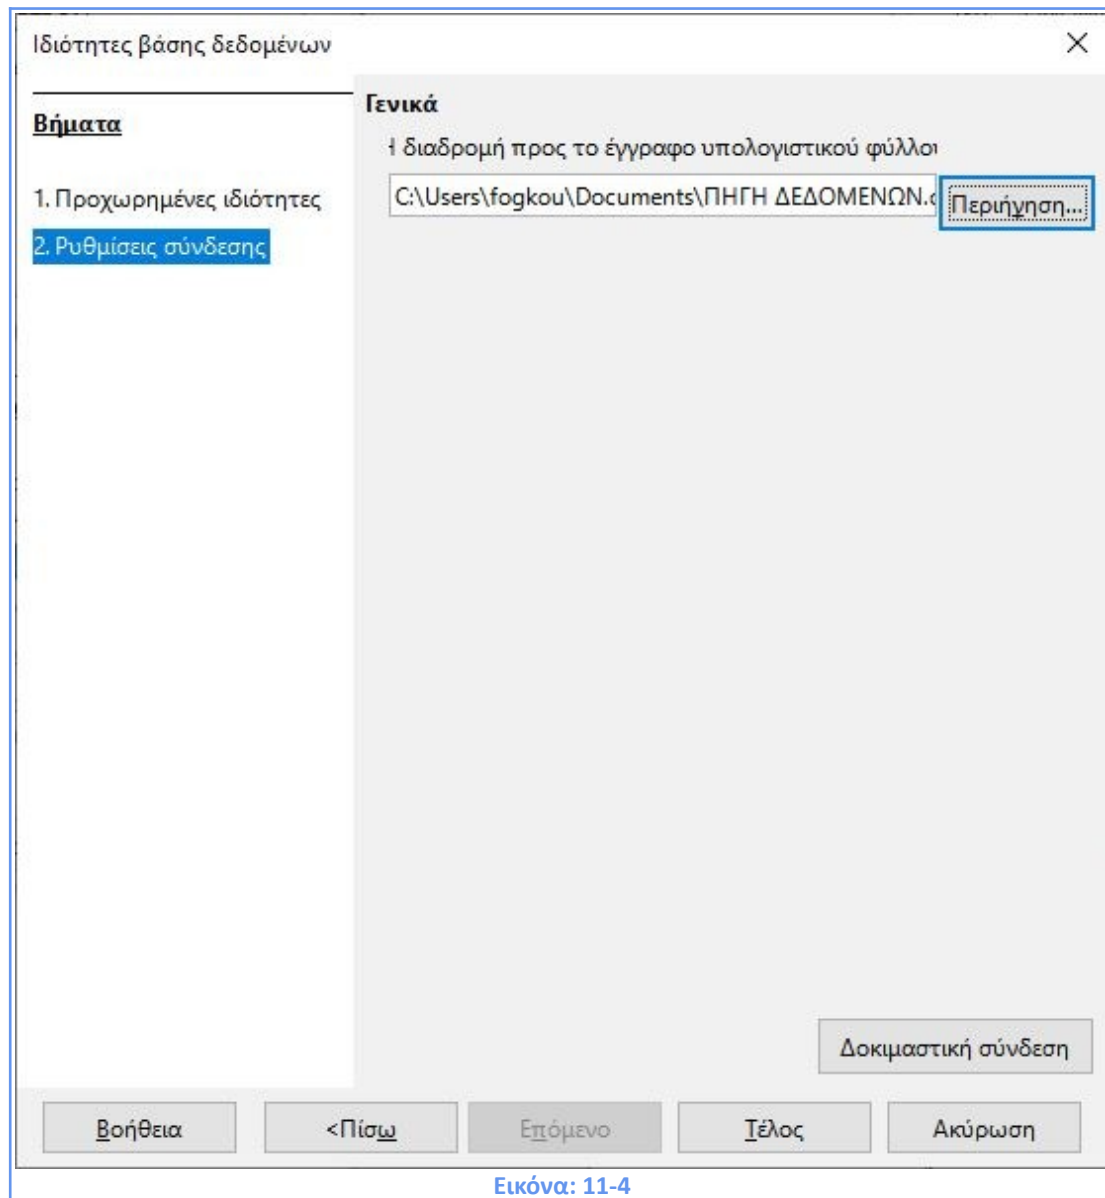 Ιδιότητες βάσης δεδομένων
Βήματα
1. Προχωρημένες ιδιότητες
2. Ρυθμίσεις σύνδεσης
Γενικά
διαδρομή προς το έγγραφο υπολογιστικού φύλλου
C:\Users\fogkou\Documents\ΠΗΓΗ ΔΕΔΟΜΕΝΩΝ.
Περιήγηση...
Δοκιμαστική σύνδεση
Βοήθεια
<Πίσω
Επόμενο
Τέλος
Ακύρωση
Εικόνα: 11-4